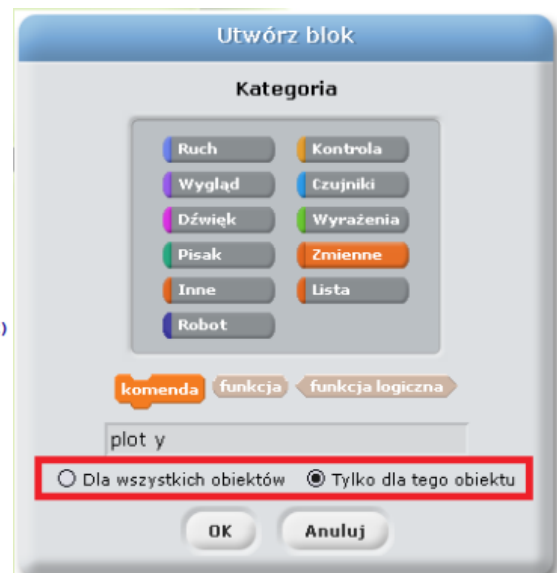 Utwórz blok
Kategoria
Ruch Kontrola
Wygląd Czujniki
Dźwięk Wyrażenia
Pisak Zmienne
Inne Lista
Robot
)
komenda funkcja funkcja logiczna
plot y
Dla wszystkich obiektów Tylko dla tego obiektu
OK Anuluj